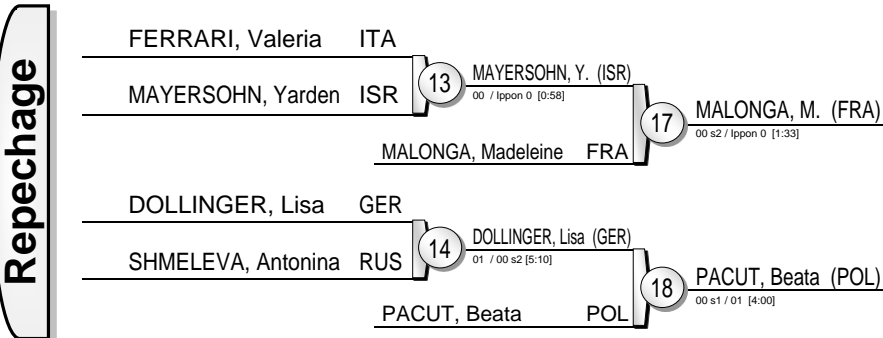 Repechage
FERRARI, Valeria ITA
MAYERSOHN, Yarden ISR
13
MAYERSOHN, Y. (ISR)
00 / Ippon 0 [0:58]
MALONGA, Madeleine FRA
17
MALONGA, M. (FRA)
00 s2 / Ippon 0 [1:33]
DOLLINGER, Lisa GER
SHMELEVA, Antonina RUS
14
DOLLINGER, Lisa (GER)
01 / 00 s2 [5:10]
PACUT, Beata POL
18
PACUT, Beata (POL)
00 s1 / 01 [4:00]